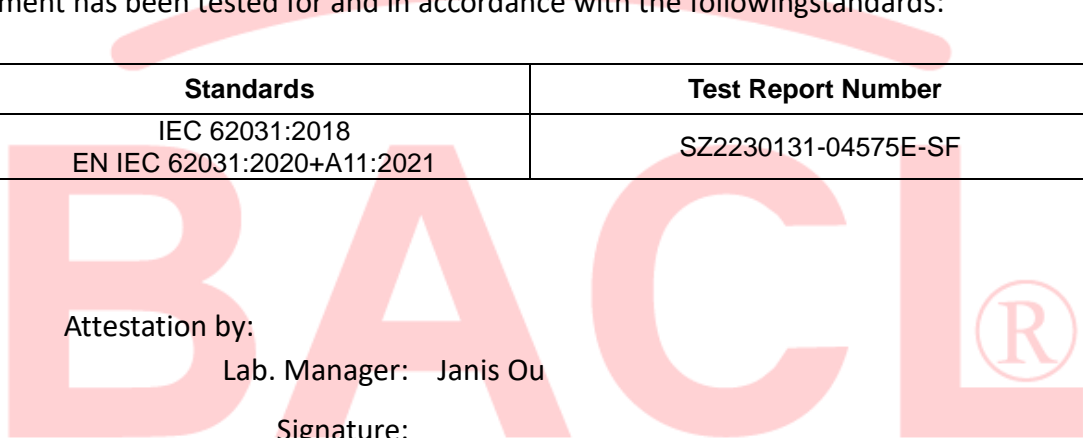 ment has been tested for and in accordance with the followingstandards:
Standards Test Report Number
IEC 62031:2018
EN IEC 62031:2020+A11:2021
SZ2230131-04575E-SF
BACL®
Attestation by:
Lab. Manager: Janis Ou
Signature: